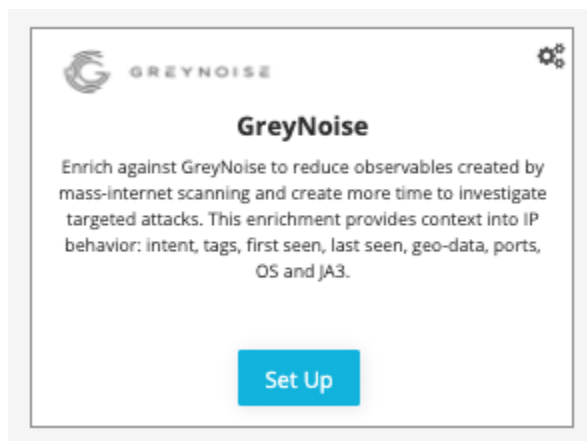 GREYNOISE
GreyNoise
Enrich against GreyNoise to reduce observables created by
mass-internet scanning and create more time to investigate
targeted attacks. This enrichment provides context into IP
behavior: intent, tags, first seen, last seen, geo-data, ports,
OS and JA3.
Set Up